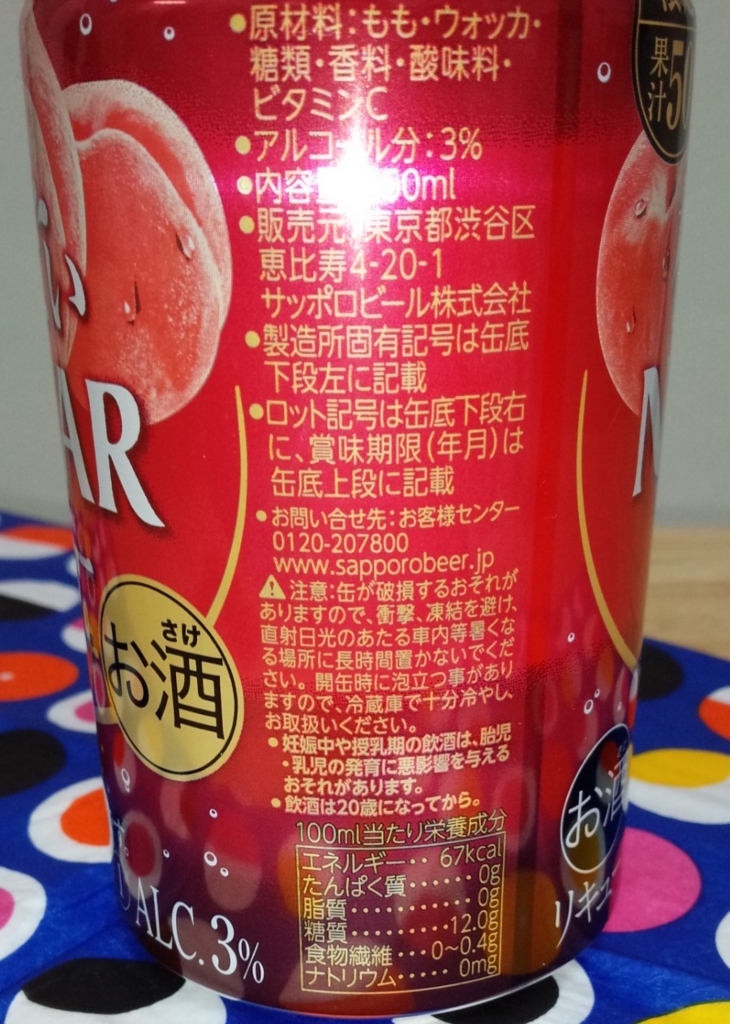 ●原材料:もも・ウォッカ・
糖類・香料・酸味料・
ビタミンC
●アルコール分:3%
●内容 50ml
●販売元 東京都渋谷区
恵比寿4-20-1
サッポロビール株式会社
●製造所固有記号は缶底
下段左に記載
●ロット記号は缶底下段右
に、賞味期限(年月)は
缶底上段に記載
●お問い合せ先:お客様センター
0120-207800
www.sapporobeer.jp
注意:缶が破損するおそれが
ありますので、衝撃、凍結を避け、
直射日光のあたる車内等暑くな
る場所に長時間置かないでくだ
さい。開缶時に泡立つ事があり
ますので、冷蔵庫で十分冷やし、
お取扱いください。
●妊娠中や授乳期の飲酒は、胎児
・乳児の発育に悪影響を与える
おそれがあります。
●飲酒は20歳になってから。
100ml当たり栄養成分
エネルギー・・ 67kcal
たんぱく質・・・・・・ 0g
脂質・・・・・・・・・・ 0g
糖質・・・・・・・・12.0g
食物繊維・・・ 0~0.4g
ナトリウム・・・・・ 0mg
い
AR
さけ
お酒
ALC.3%
果汁50
N
お酒
リキュ